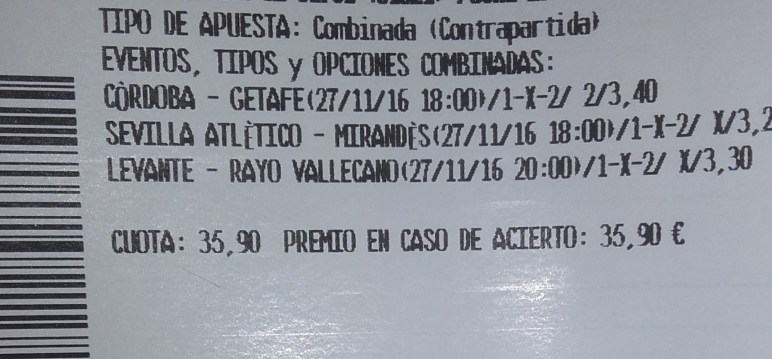 TIPO DE APUESTA: Combinada (Contrapartida)
EVENTOS, TIPOS y OPCIONES COMBINADAS:
CÒRDOBA - GETAFE(27/11/16 18:00)/1-X-2/ 2/3,40
SEVILLA ATLÈTICO - MIRANDÈS(27/11/16 18:00)/1-X-2/ X/3,2
LEVANTE - RAYO VALLECANO(27/11/16 20:00)/1-X-2/ X/3,30
CUOTA: 35,90 PREMIO EN CASO DE ACIERTO: 35,90 €